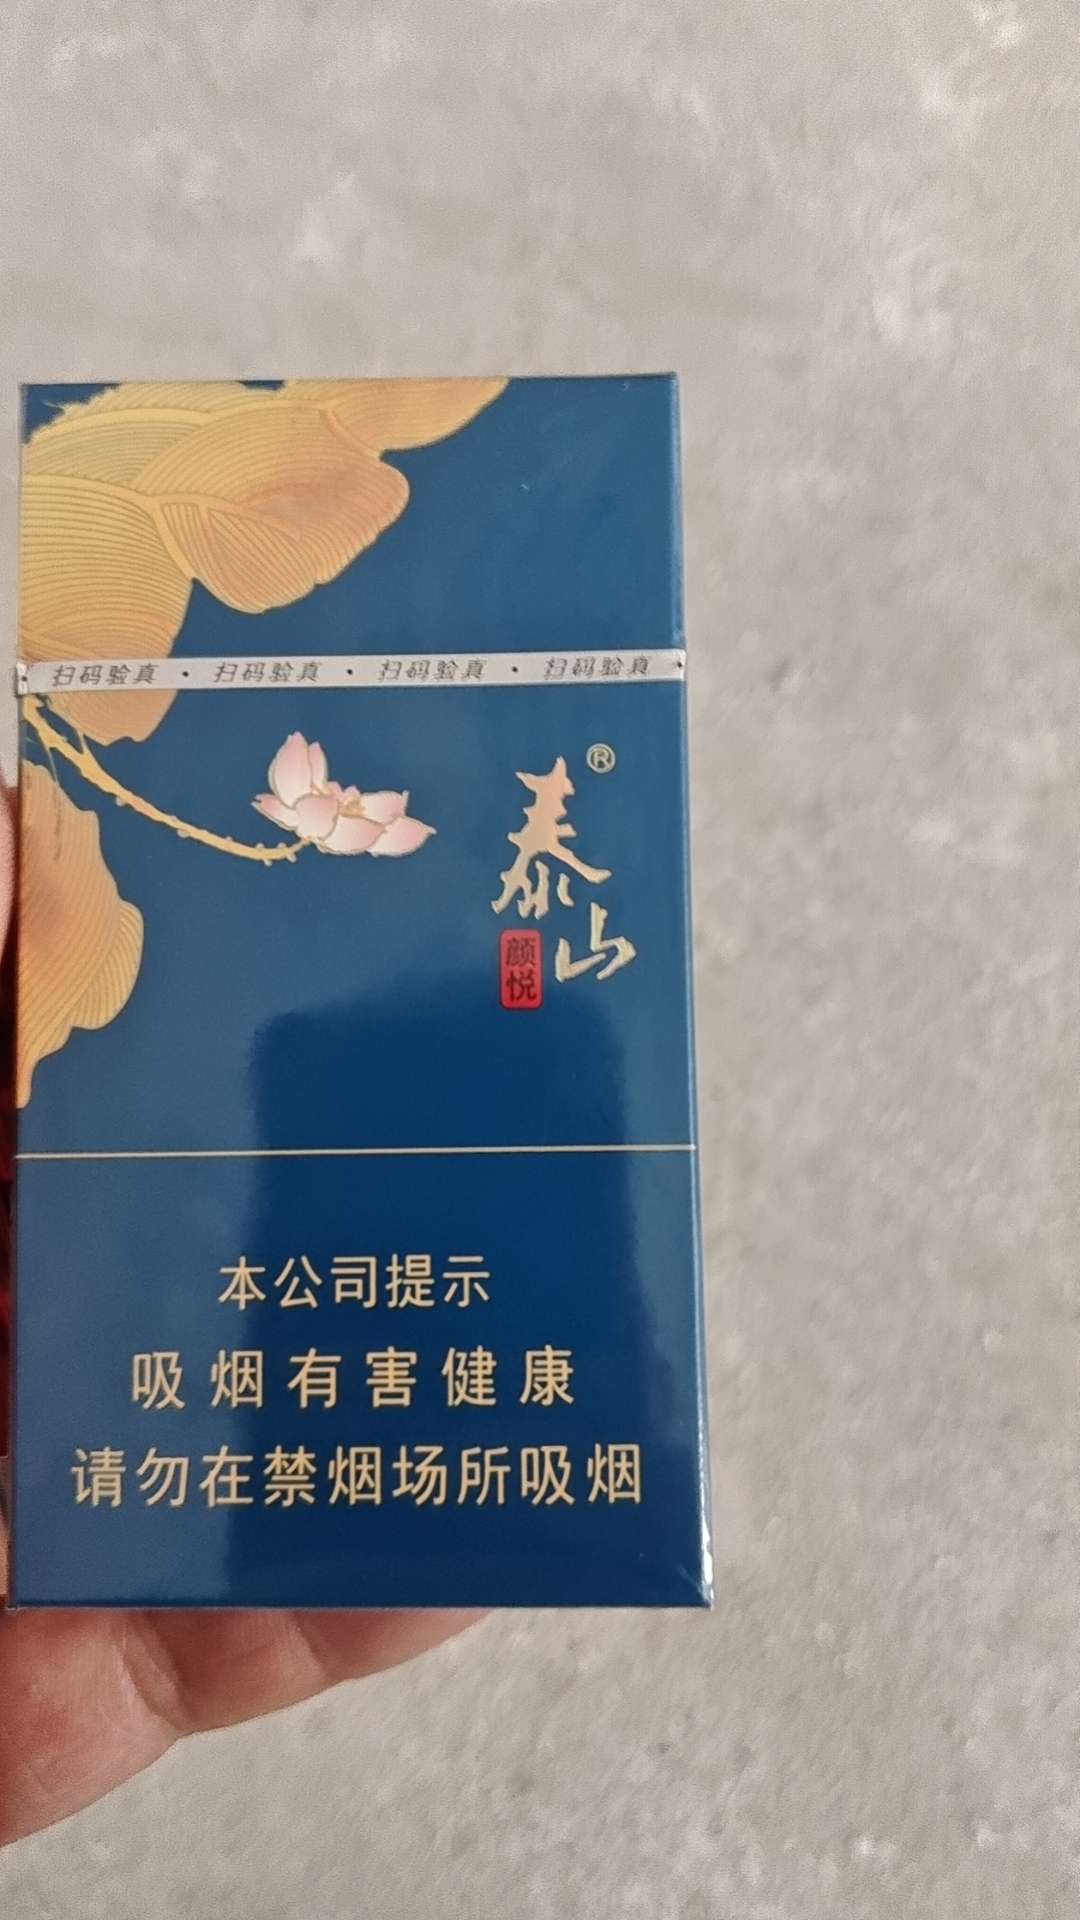 扫码验真 · 扫码验真 · 扫码验真 · 扫码验真 ·
泰山®
颜悦
本公司提示
吸烟有害健康
请勿在禁烟场所吸烟